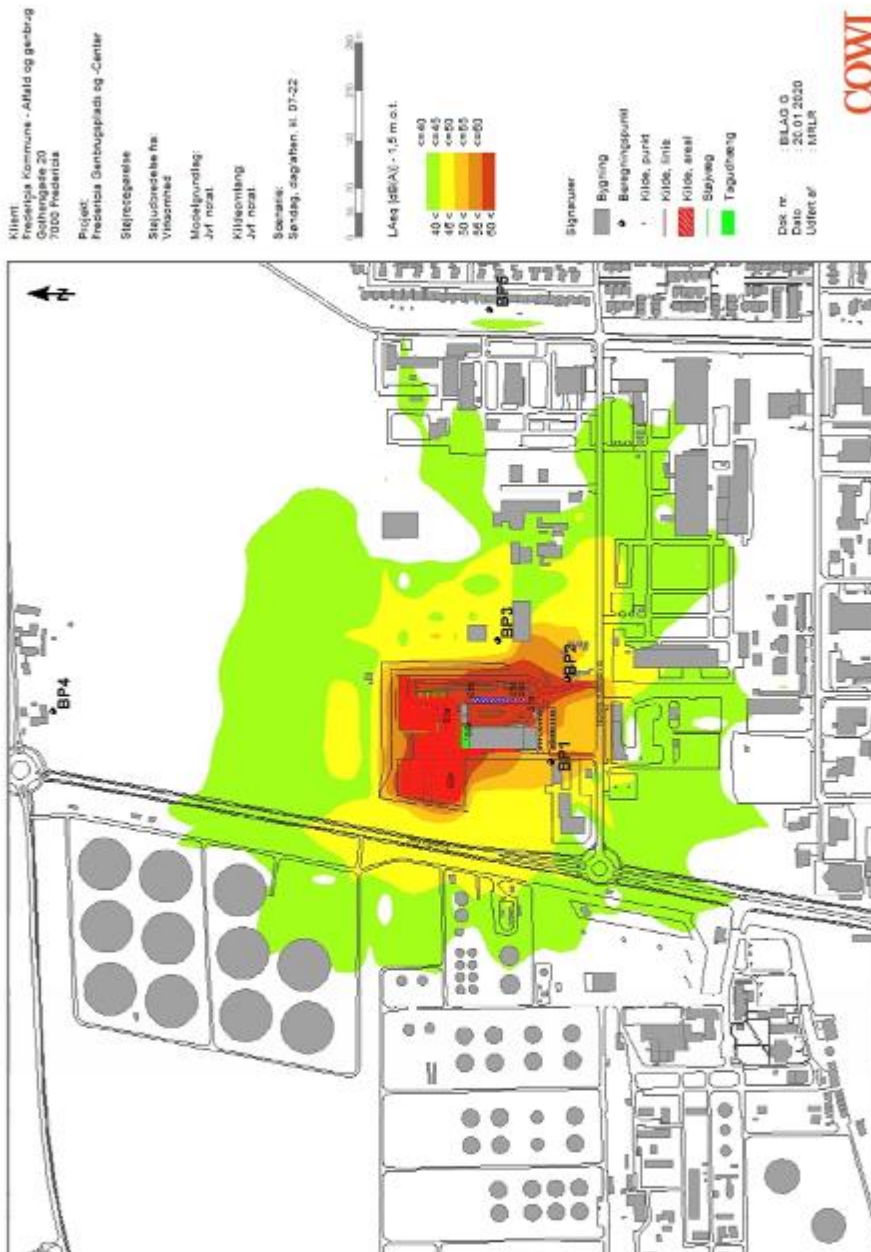 Klient:
Fredericia Kommune - Affald og genbrug
Gothersgade 20
7000 Fredericia
Projekt:
Fredericia Genbrugsplads og -Center
Støjredegørelse
Støjudbredelse fra:
Virksomhed
Modelgrundlag:
Jvf. notat.
Kildeomfang:
Jvf. notat.
Scenarie:
Søndag, dagtaften, kl. 07-22
LAeq [dB(A)] - 1,5 m o.t.
<=40
40 < <=45
45 < <=50
50 < <=55
55 < <=60
60 <
Signaturer
Bygning
Beregningspunkt
Kilde, punkt
Kilde, linie
Kilde, areal
Støjvæg
Tagudhæng
Dok. nr. : BILAG G
Dato : 20.01.2020
Udført af : MRLR
COWI
N
BP4
BP5
BP3
BP2
BP1